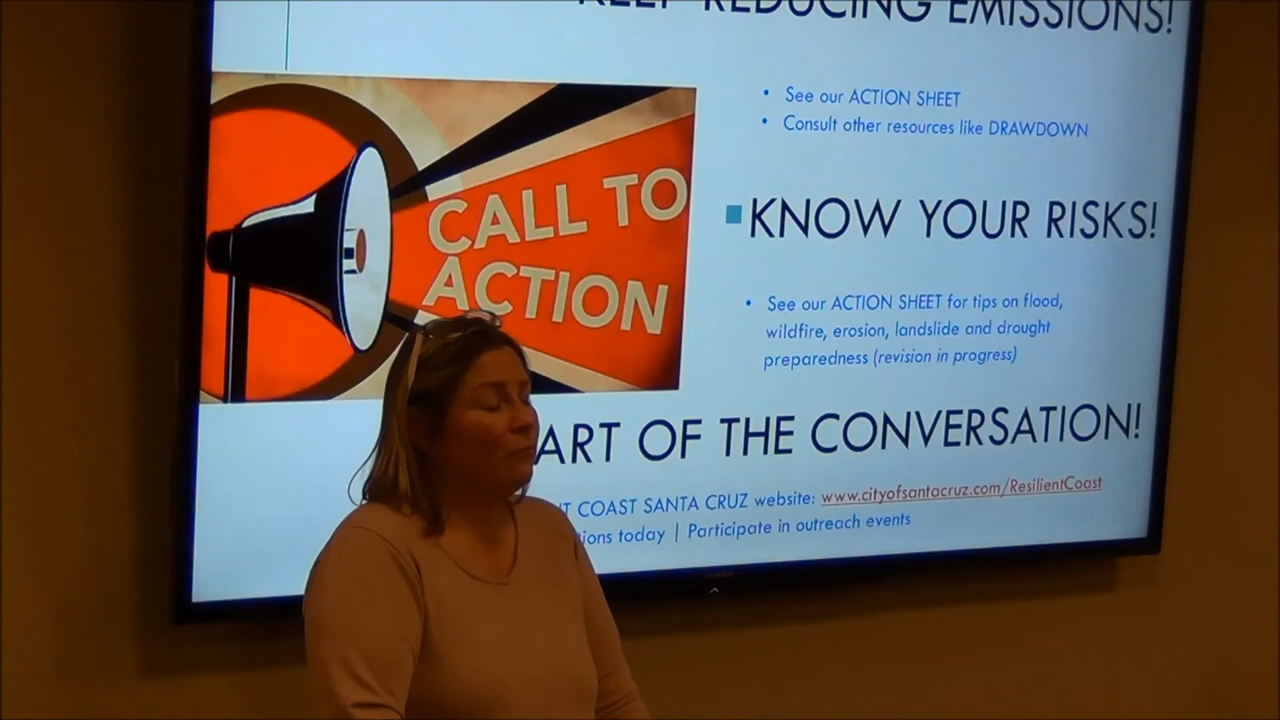 KEEP REDUCING EMISSIONS!
• See our ACTION SHEET
• Consult other resources like DRAWDOWN
CALL TO
ACTION
KNOW YOUR RISKS!
• See our ACTION SHEET for tips on flood,
wildfire, erosion, landslide and drought
preparedness (revision in progress)
ART OF THE CONVERSATION!
COAST SANTA CRUZ website: www.cityofsantacruz.com/ResilientCoast
today | Participate in outreach events